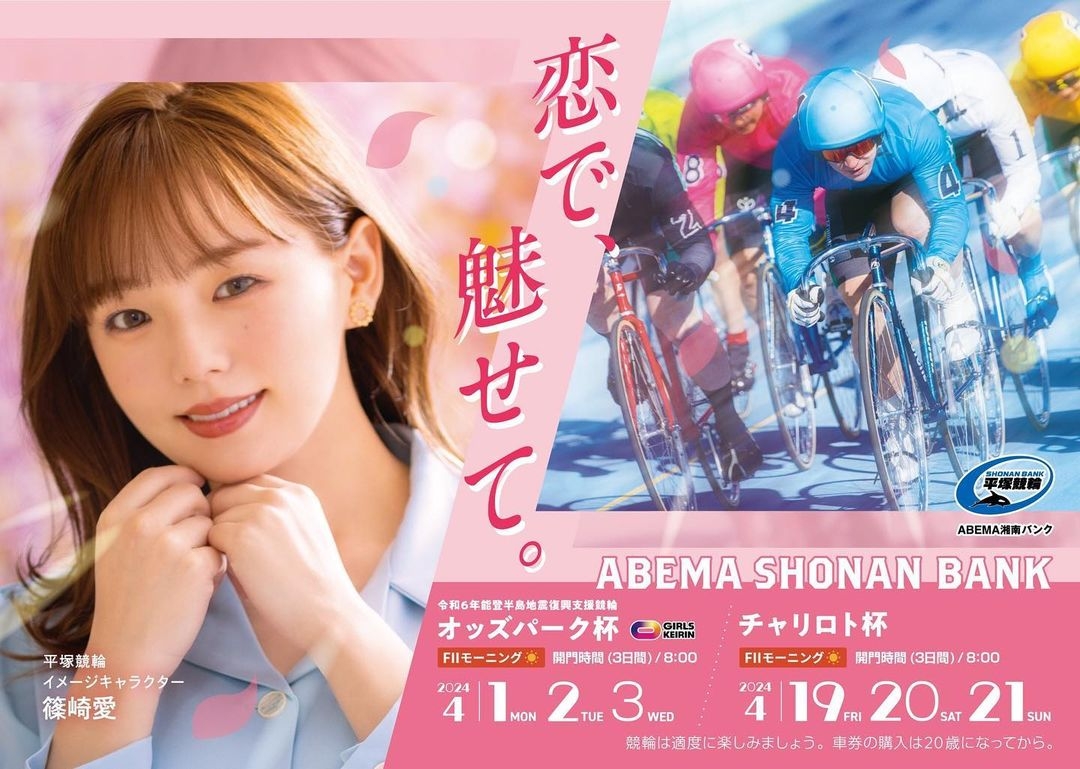 恋で、
魅せて。
SHONAN BANK
平塚競輪
ABEMA湘南バンク
ABEMA SHONAN BANK
令和6年能登半島地震復興支援競輪
オッズパーク杯 GIRLS KEIRIN
FⅡモーニング 開門時間(3日間)/8:00
2024 4 1 MON 2 TUE 3 WED
チャリロト杯
FⅡモーニング 開門時間(3日間)/8:00
2024 4 19 FRI 20 SAT 21 SUN
平塚競輪
イメージキャラクター
篠崎愛
競輪は適度に楽しみましょう。車券の購入は20歳になってから。
4
4
8
2
1